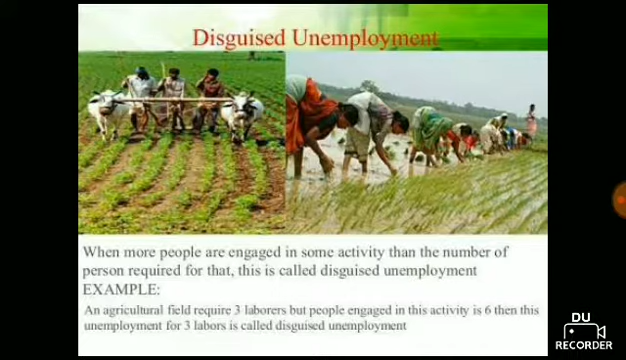 Disguised Unemployment
When more people are engaged in some activity than the number of
person required for that, this is called disguised unemployment
EXAMPLE:
An agricultural field require 3 laborers but people engaged in this activity is 6 then this
unemployment for 3 labors is called disguised unemployment
DU
RECORDER